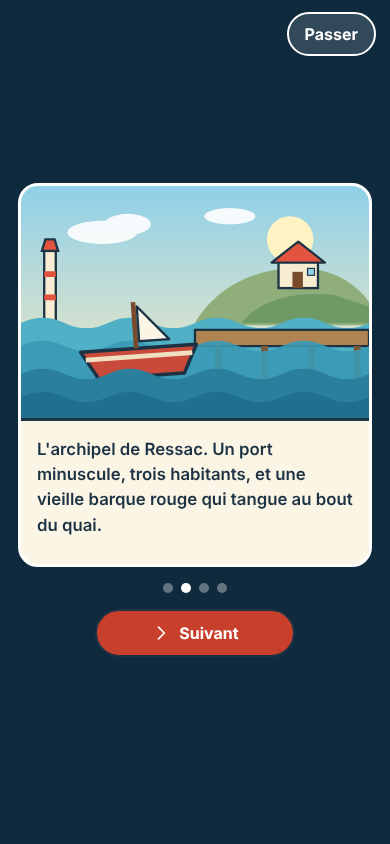 Passer
L'archipel de Ressac. Un port
minuscule, trois habitants, et une
vieille barque rouge qui tangue au bout
du quai.
Suivant